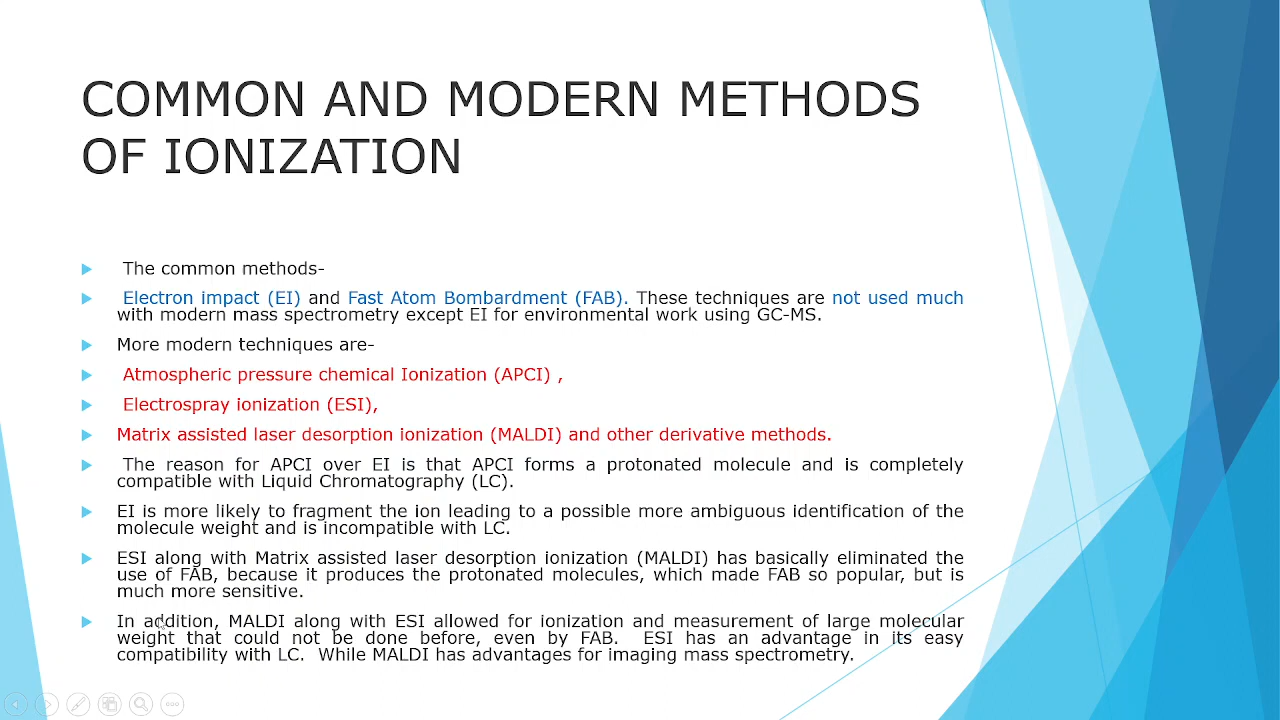 COMMON AND MODERN METHODS
OF IONIZATION
The common methods-
Electron impact (EI) and Fast Atom Bombardment (FAB). These techniques are not used much
with modern mass spectrometry except EI for environmental work using GC-MS.
More modern techniques are-
Atmospheric pressure chemical Ionization (APCI) ,
Electrospray ionization (ESI),
Matrix assisted laser desorption ionization (MALDI) and other derivative methods.
The reason for APCI over EI is that APCI forms a protonated molecule and is completely
compatible with Liquid Chromatography (LC).
EI is more likely to fragment the ion leading to a possible more ambiguous identification of the
molecule weight and is incompatible with LC.
ESI along with Matrix assisted laser desorption ionization (MALDI) has basically eliminated the
use of FAB, because it produces the protonated molecules, which made FAB so popular, but is
much more sensitive.
In addition, MALDI along with ESI allowed for ionization and measurement of large molecular
weight that could not be done before, even by FAB. ESI has an advantage in its easy
compatibility with LC. While MALDI has advantages for imaging mass spectrometry.